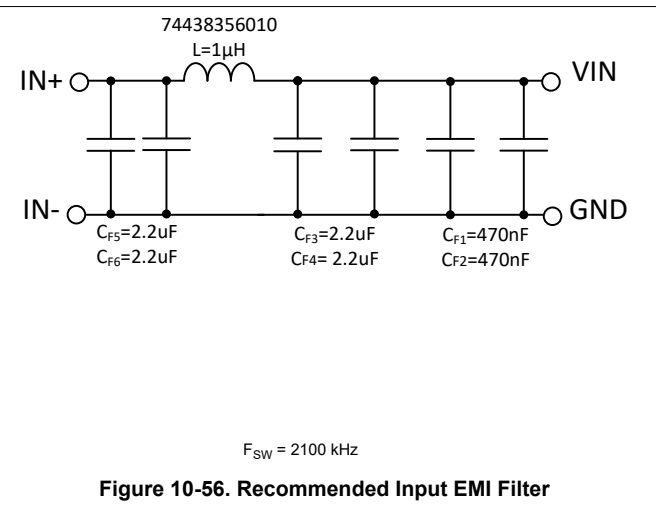 74438356010
L=1µH
IN+
VIN
IN-
GND
CF5=2.2uF
CF6=2.2uF
CF3=2.2uF
CF4= 2.2uF
CF1=470nF
CF2=470nF
FSW = 2100 kHz
Figure 10-56. Recommended Input EMI Filter